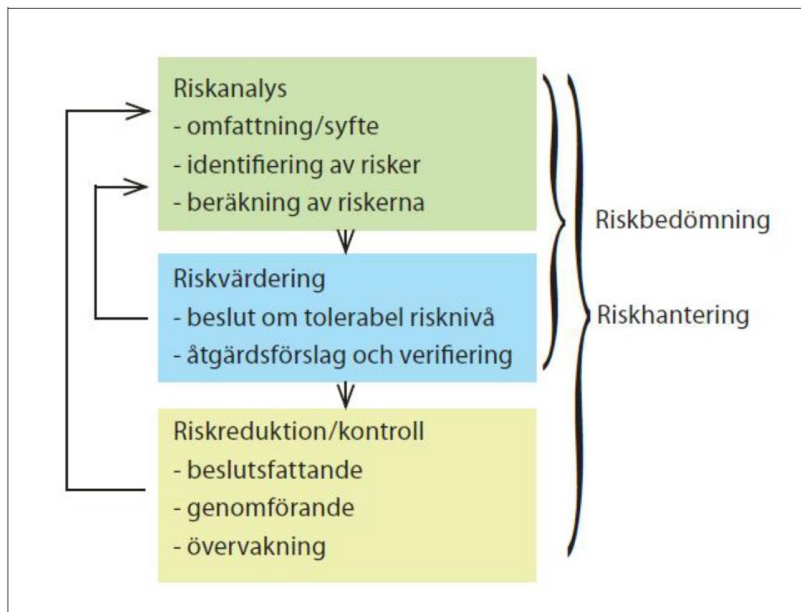 Riskanalys
- omfattning/syfte
- identifiering av risker
- beräkning av riskerna
Riskvärdering
- beslut om tolerabel risknivå
- åtgärdsförslag och verifiering
Riskreduktion/kontroll
- beslutsfattande
- genomförande
- övervakning
Riskbedömning
Riskhantering